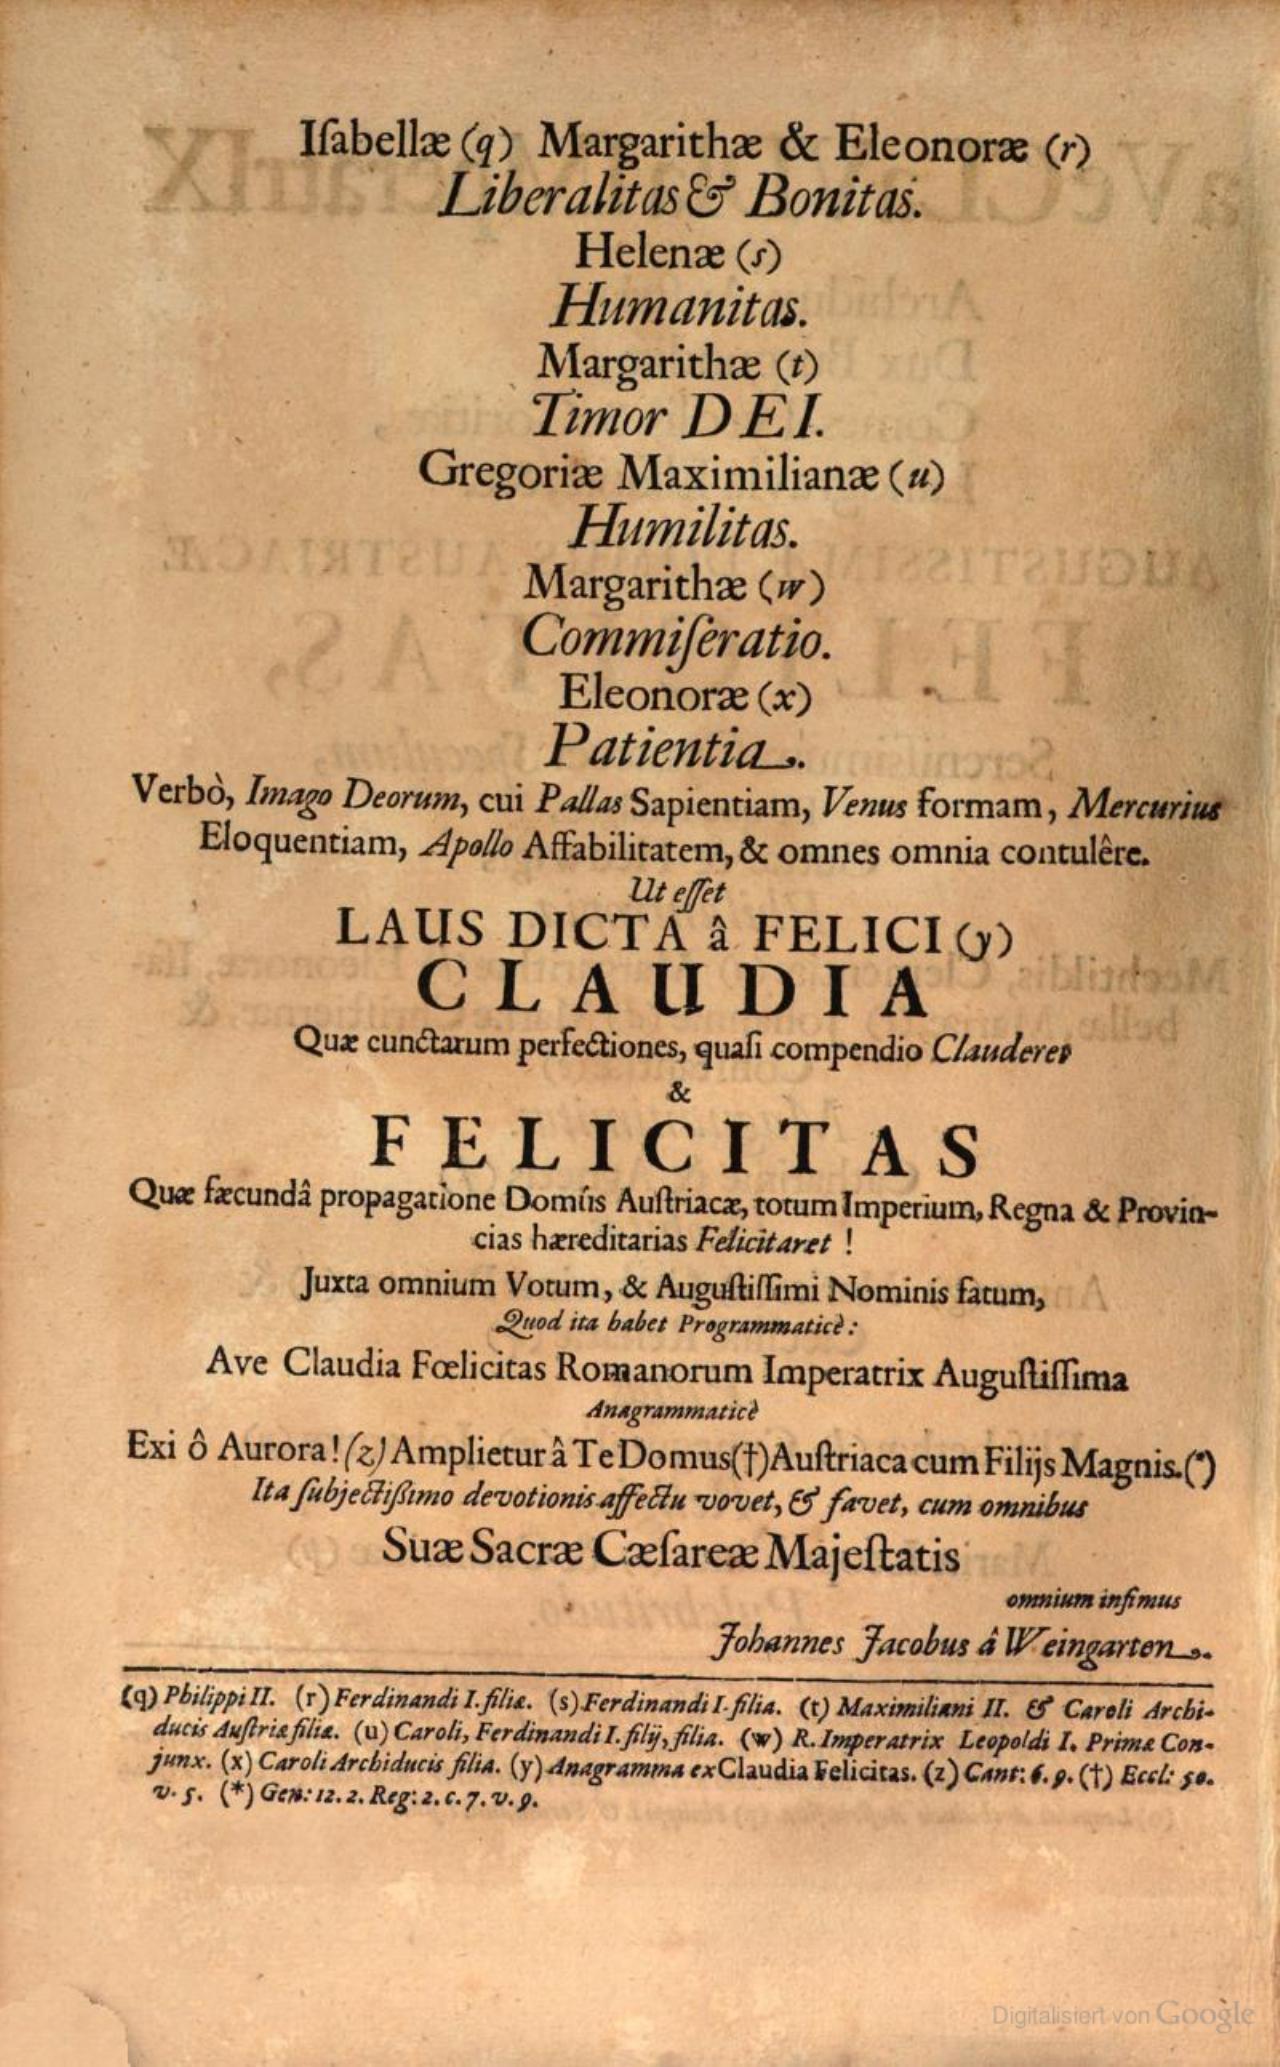 Iſabellæ (q) Margarithæ & Eleonoræ (r)
Liberalitas & Bonitas.
Helenæ (s)
Humanitas.
Margarithæ (t)
Timor DEI.
Gregoriæ Maximilianæ (u)
Humilitas.
Margarithæ (w)
Commiſeratio.
Eleonoræ (x)
Patientia.
Verbò, Imago Deorum, cui Pallas Sapientiam, Venus formam, Mercurius
Eloquentiam, Apollo Affabilitatem, & omnes omnia contulêre.
Ut eſſet
LAUS DICTA â FELICI (y)
CLAUDIA
Quæ cunctarum perfectiones, quaſi compendio Clauderet
&
FELICITAS
Quæ fæcundâ propagatione Domûs Auſtriacæ, totum Imperium, Regna & Provin-
cias hæreditarias Felicitaret !
Juxta omnium Votum, & Auguſtiſſimi Nominis fatum,
Quod ita habet Programmaticè :
Ave Claudia Fœlicitas Romanorum Imperatrix Auguſtiſſima
Anagrammaticè
Exi ô Aurora! (z) Amplietur â Te Domus (†) Auſtriaca cum Filijs Magnis. (*)
Ita ſubjectiſſimo devotionis affectu vovet, & favet, cum omnibus
Suæ Sacræ Cæſareæ Majeſtatis
omnium infimus
Johannes Jacobus â Weingarten.
(q) Philippi II. (r) Ferdinandi I. filiæ. (s) Ferdinandi I. filia. (t) Maximiliani II. & Caroli Archi-
ducis Auſtriæ filiæ. (u) Caroli, Ferdinandi I. filij, filia. (w) R. Imperatrix Leopoldi I. Prima Con-
junx. (x) Caroli Archiducis filia. (y) Anagramma ex Claudia Felicitas. (z) Cant: 6. 9. (†) Eccl: 50.
v. 5. (*) Gen: 12. 2. Reg: 2. c. 7. v. 9.
Digitalisiert von Google